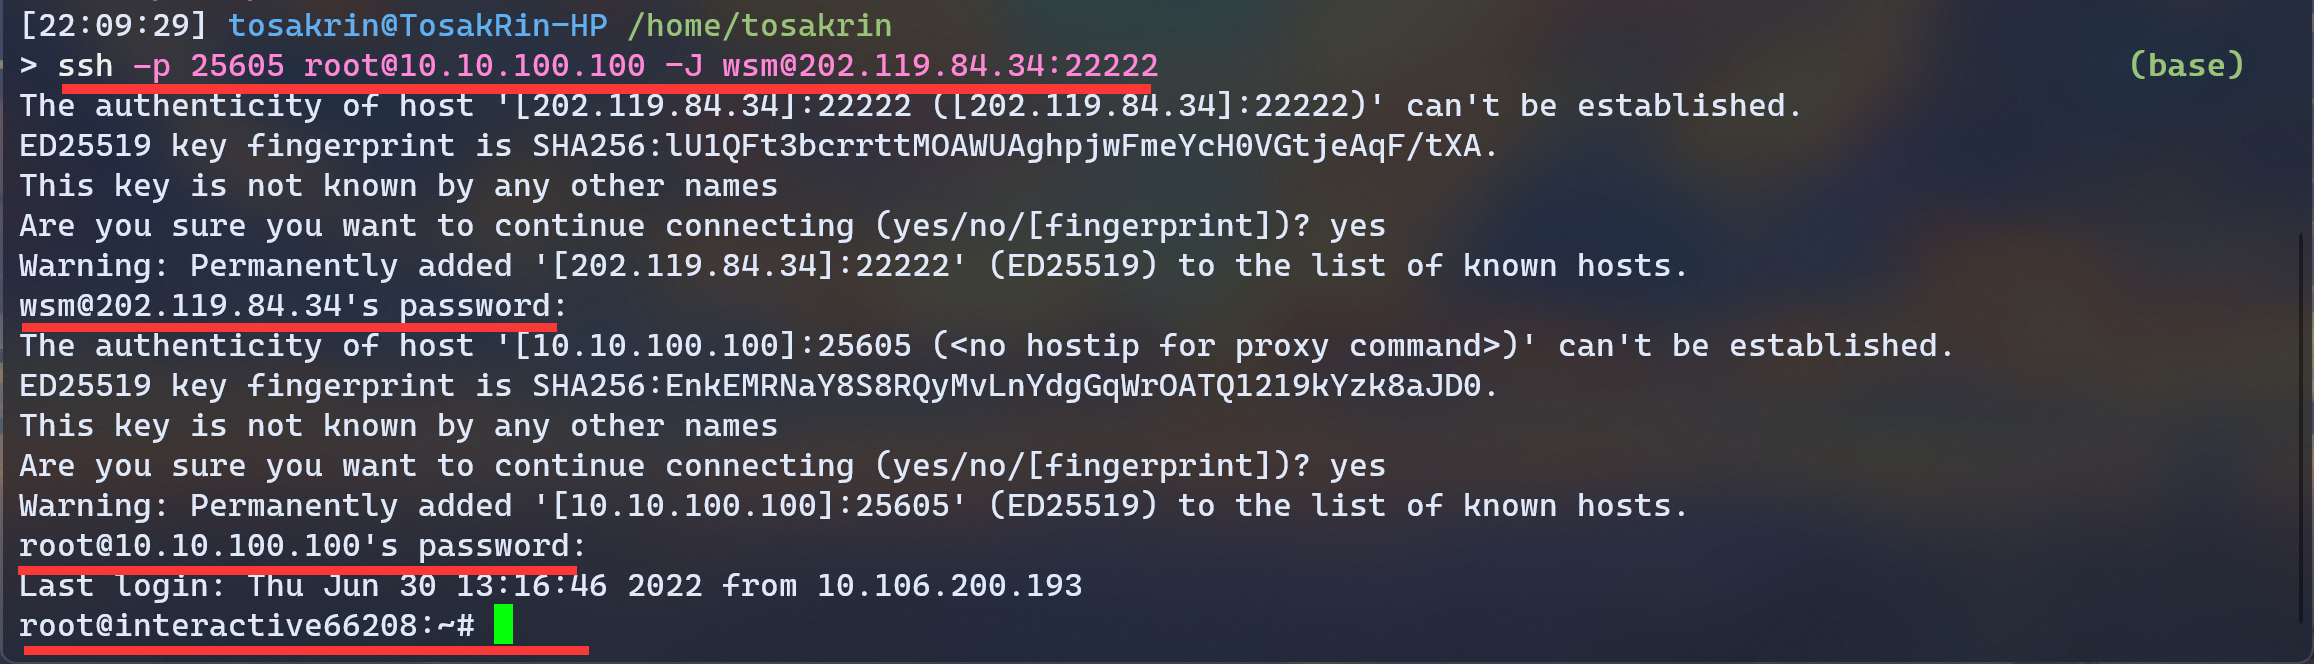 [22:09:29] tosakrin@TosakRin-HP /home/tosakrin
> ssh -p 25605 root@10.10.100.100 -J wsm@202.119.84.34:22222 (base)
The authenticity of host '[202.119.84.34]:22222 ([202.119.84.34]:22222)' can't be established.
ED25519 key fingerprint is SHA256:lU1QFt3bcrrttMOAWUAghpjwFmeYcH0VGtjeAqF/tXA.
This key is not known by any other names
Are you sure you want to continue connecting (yes/no/[fingerprint])? yes
Warning: Permanently added '[202.119.84.34]:22222' (ED25519) to the list of known hosts.
wsm@202.119.84.34's password:
The authenticity of host '[10.10.100.100]:25605 (<no hostip for proxy command>)' can't be established.
ED25519 key fingerprint is SHA256:EnkEMRNaY8S8RQyMvLnYdgGqWrOATQ1219kYzk8aJD0.
This key is not known by any other names
Are you sure you want to continue connecting (yes/no/[fingerprint])? yes
Warning: Permanently added '[10.10.100.100]:25605' (ED25519) to the list of known hosts.
root@10.10.100.100's password:
Last login: Thu Jun 30 13:16:46 2022 from 10.106.200.193
root@interactive66208:~#